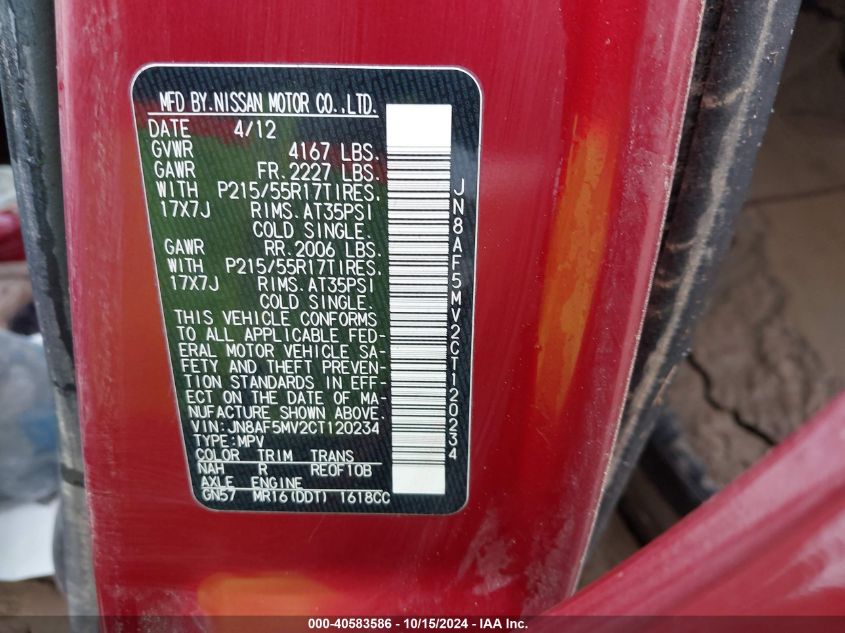 MFD BY.NISSAN MOTOR CO.,LTD.
DATE 4/12
GVWR 4167 LBS.
GAWR FR.2227 LBS.
WITH P215/55R17TIRES.
17X7J RIMS.AT35PSI
COLD SINGLE.
GAWR RR.2006 LBS.
WITH P215/55R17TIRES.
17X7J RIMS.AT35PSI
COLD SINGLE.
THIS VEHICLE CONFORMS
TO ALL APPLICABLE FED-
ERAL MOTOR VEHICLE SA-
FETY AND THEFT PREVEN-
TION STANDARDS IN EFF-
ECT ON THE DATE OF MA-
NUFACTURE SHOWN ABOVE.
VIN:JN8AF5MV2CT120234
TYPE:MPV
COLOR TRIM TRANS
NAH R RE0F10B
AXLE ENGINE
GN57 MR16(DDT) 1618CC
JN8AF5MV2CT120234
000-40583586 - 10/15/2024 - IAA Inc.